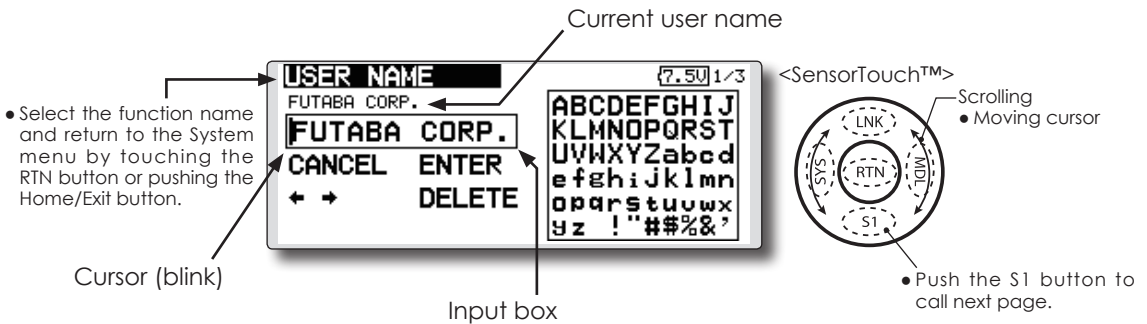 Current user name
USER NAME
7.5V 1/3
FUTABA CORP.
FUTABA CORP.
CANCEL ENTER
← → DELETE
ABCDEFGHIJ
KLMNOPQRST
UVWXYZabcd
efghijklmn
opqrstuvwx
yz !"#$%&'
● Select the function name
and return to the System
menu by touching the
RTN button or pushing the
Home/Exit button.
Cursor (blink)
Input box
<SensorTouch™>
Scrolling
● Moving cursor
LNK
SYS
RTN
MDL
S1
● Push the S1 button to
call next page.